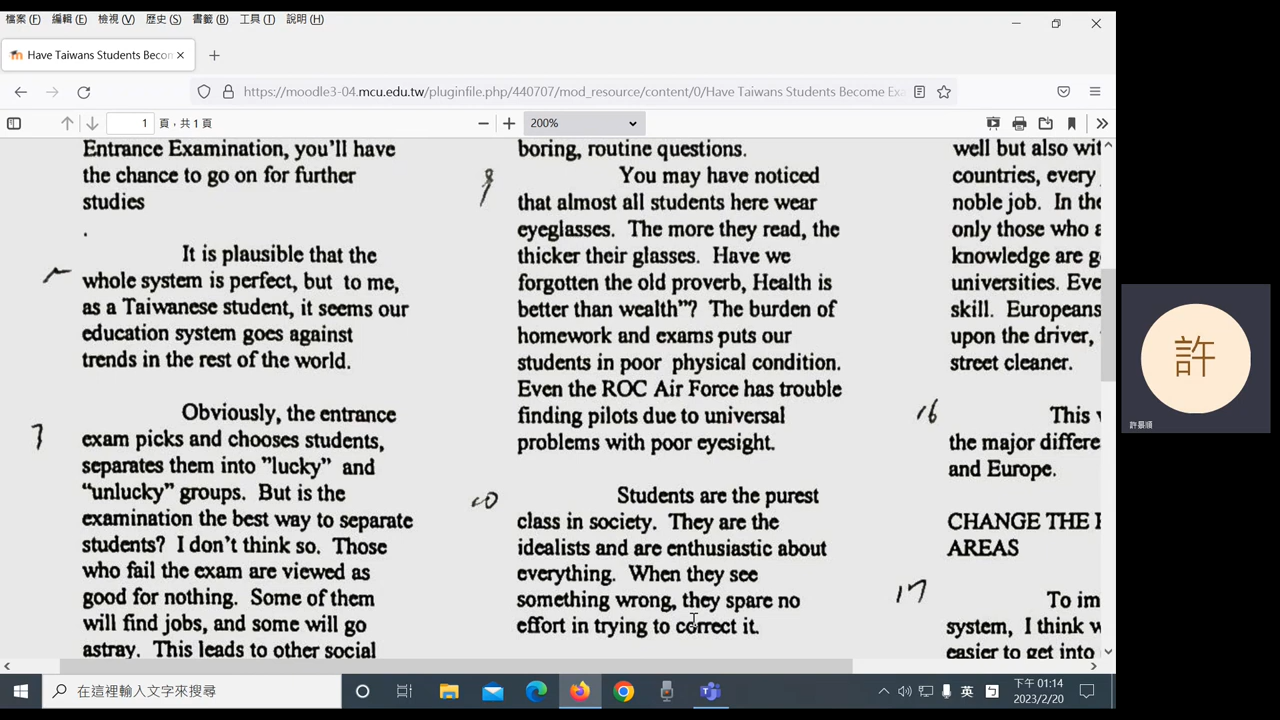 檔案 (F) 編輯 (E) 檢視 (V) 歷史 (S) 書籤 (B) 工具 (T) 說明 (H)
Have Taiwans Students Becon
https://moodle3-04.mcu.edu.tw/pluginfile.php/440707/mod_resource/content/0/Have Taiwans Students Become Exa
1 頁，共 1 頁
200%
Entrance Examination, you'll have
the chance to go on for further
studies
.
It is plausible that the
whole system is perfect, but to me,
as a Taiwanese student, it seems our
education system goes against
trends in the rest of the world.
7
Obviously, the entrance
exam picks and chooses students,
separates them into "lucky" and
"unlucky" groups. But is the
examination the best way to separate
students? I don't think so. Those
who fail the exam are viewed as
good for nothing. Some of them
will find jobs, and some will go
astray. This leads to other social
boring, routine questions.
9
You may have noticed
that almost all students here wear
eyeglasses. The more they read, the
thicker their glasses. Have we
forgotten the old proverb, Health is
better than wealth"? The burden of
homework and exams puts our
students in poor physical condition.
Even the ROC Air Force has trouble
finding pilots due to universal
problems with poor eyesight.
10
Students are the purest
class in society. They are the
idealists and are enthusiastic about
everything. When they see
something wrong, they spare no
effort in trying to correct it.
well but also wit
countries, every
noble job. In the
only those who a
knowledge are g
universities. Eve
skill. Europeans
upon the driver,
street cleaner.
16
This
the major differe
and Europe.
CHANGE THE
AREAS
17
To im
system, I think w
easier to get into
許
許景順
在這裡輸入文字來搜尋
英
下午 01:14
2023/2/20